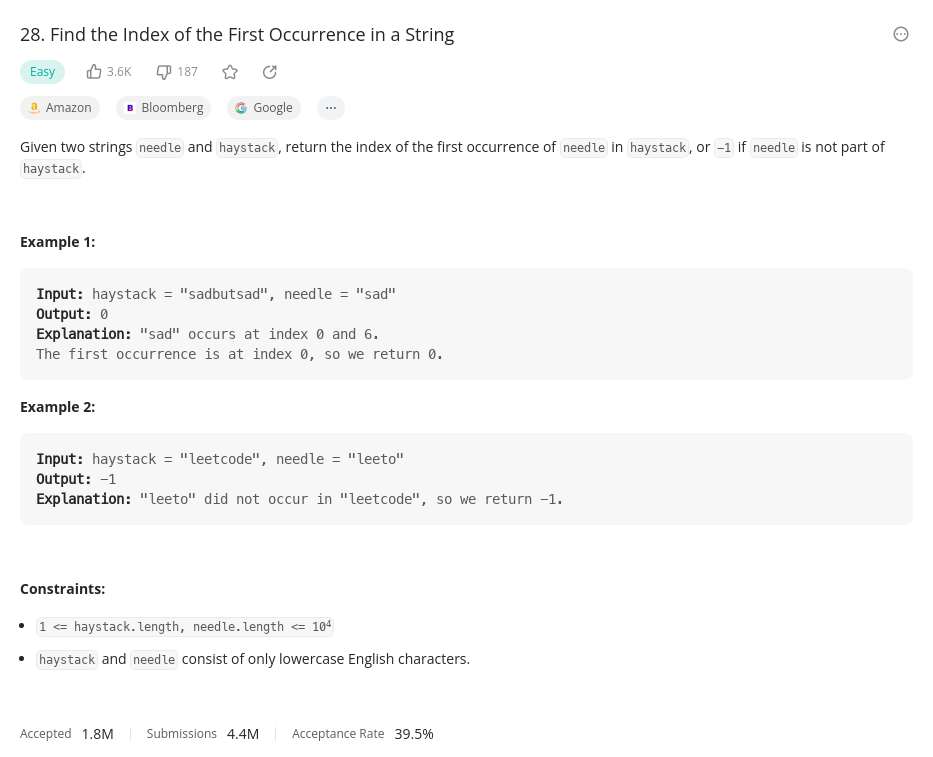 28. Find the Index of the First Occurrence in a String
Easy 3.6K 187
Amazon Bloomberg Google ...
Given two strings needle and haystack, return the index of the first occurrence of needle in haystack, or -1 if needle is not part of
haystack.
Example 1:
Input: haystack = "sadbutsad", needle = "sad"
Output: 0
Explanation: "sad" occurs at index 0 and 6.
The first occurrence is at index 0, so we return 0.
Example 2:
Input: haystack = "leetcode", needle = "leeto"
Output: -1
Explanation: "leeto" did not occur in "leetcode", so we return -1.
Constraints:
• 1 <= haystack.length, needle.length <= 10⁴
• haystack and needle consist of only lowercase English characters.
Accepted 1.8M Submissions 4.4M Acceptance Rate 39.5%